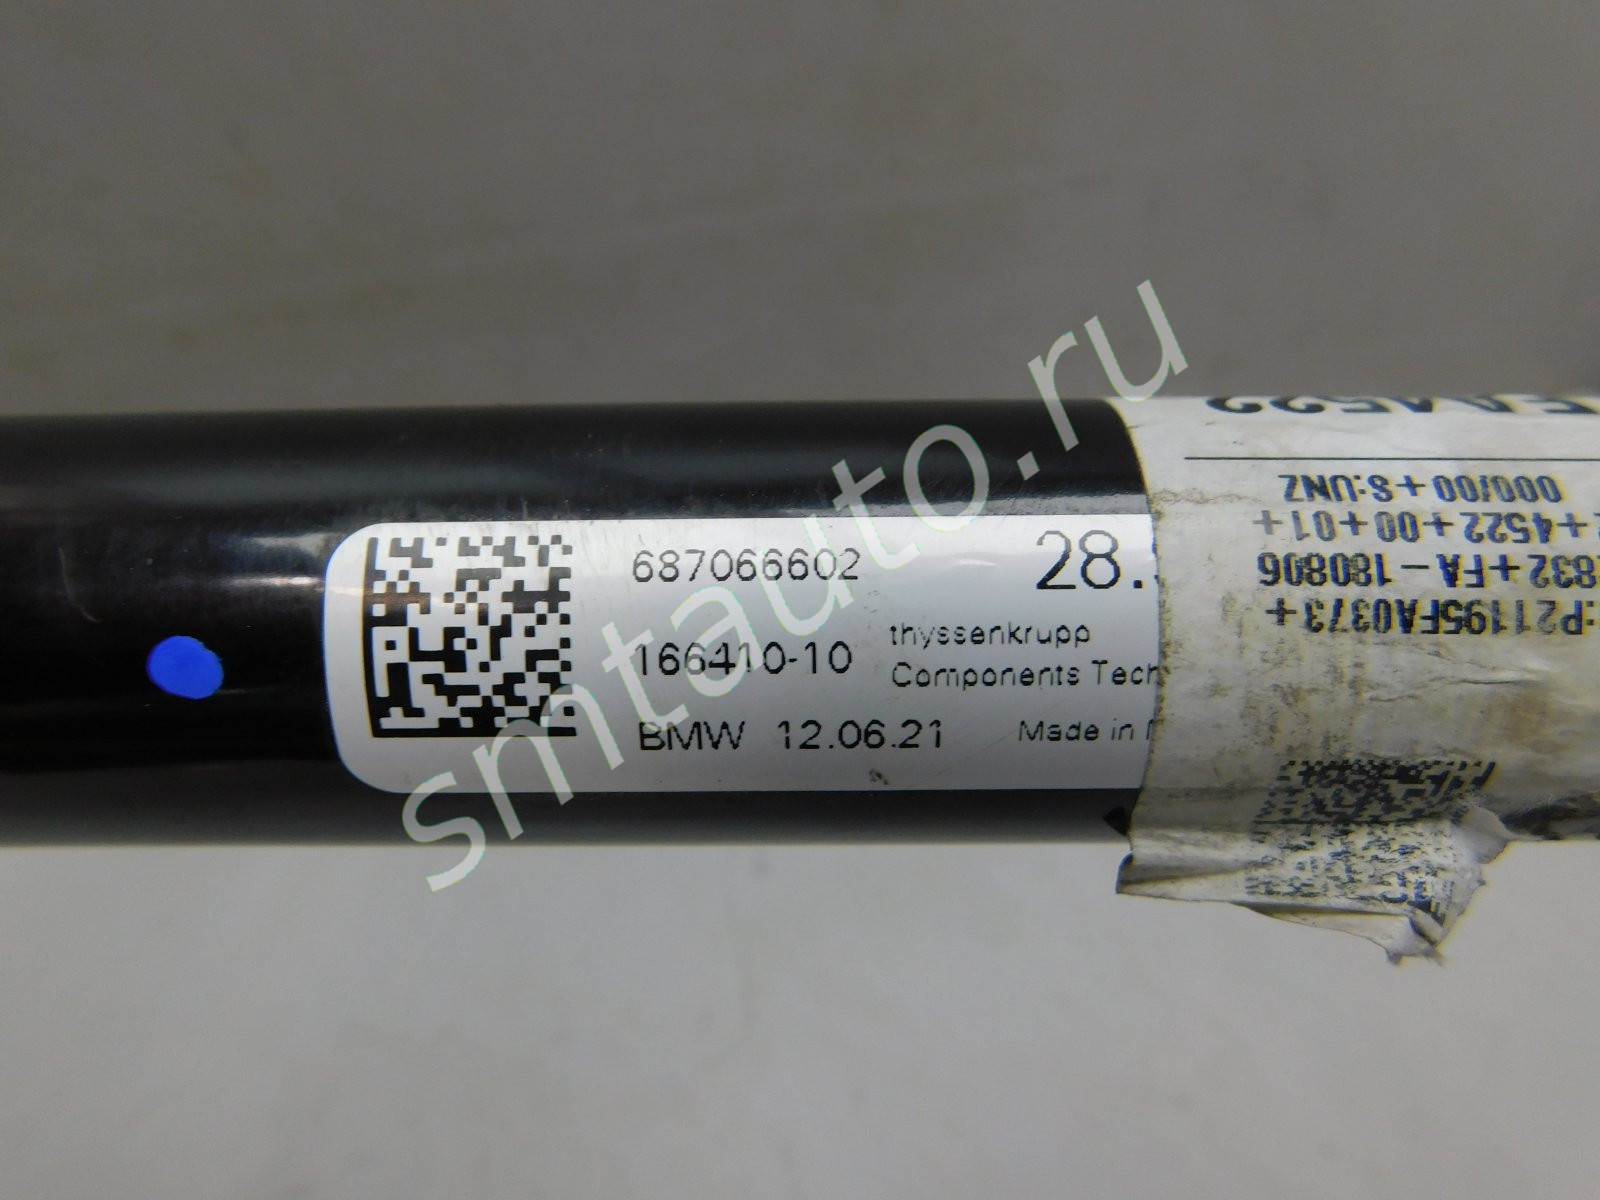 687066602
28.
166410-10
thyssenkrupp
Components Tech
BMW 12.06.21
Made in
:P21195FA0373+
832+FA-180806
+4522+00+01+
000/00+S:UNZ
4522
smtauto.ru